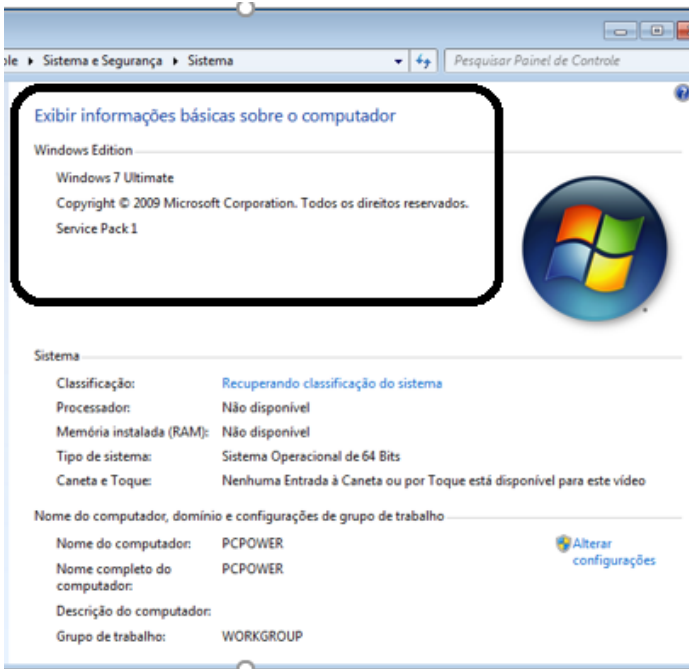 ole ▸ Sistema e Segurança ▸ Sistema
Pesquisar Painel de Controle
Exibir informações básicas sobre o computador
Windows Edition
Windows 7 Ultimate
Copyright © 2009 Microsoft Corporation. Todos os direitos reservados.
Service Pack 1
Sistema
Classificação: Recuperando classificação do sistema
Processador: Não disponível
Memória instalada (RAM): Não disponível
Tipo de sistema: Sistema Operacional de 64 Bits
Caneta e Toque: Nenhuma Entrada à Caneta ou por Toque está disponível para este vídeo
Nome do computador, domínio e configurações de grupo de trabalho
Nome do computador: PCPOWER
Alterar
configurações
Nome completo do
computador: PCPOWER
Descrição do computador:
Grupo de trabalho: WORKGROUP